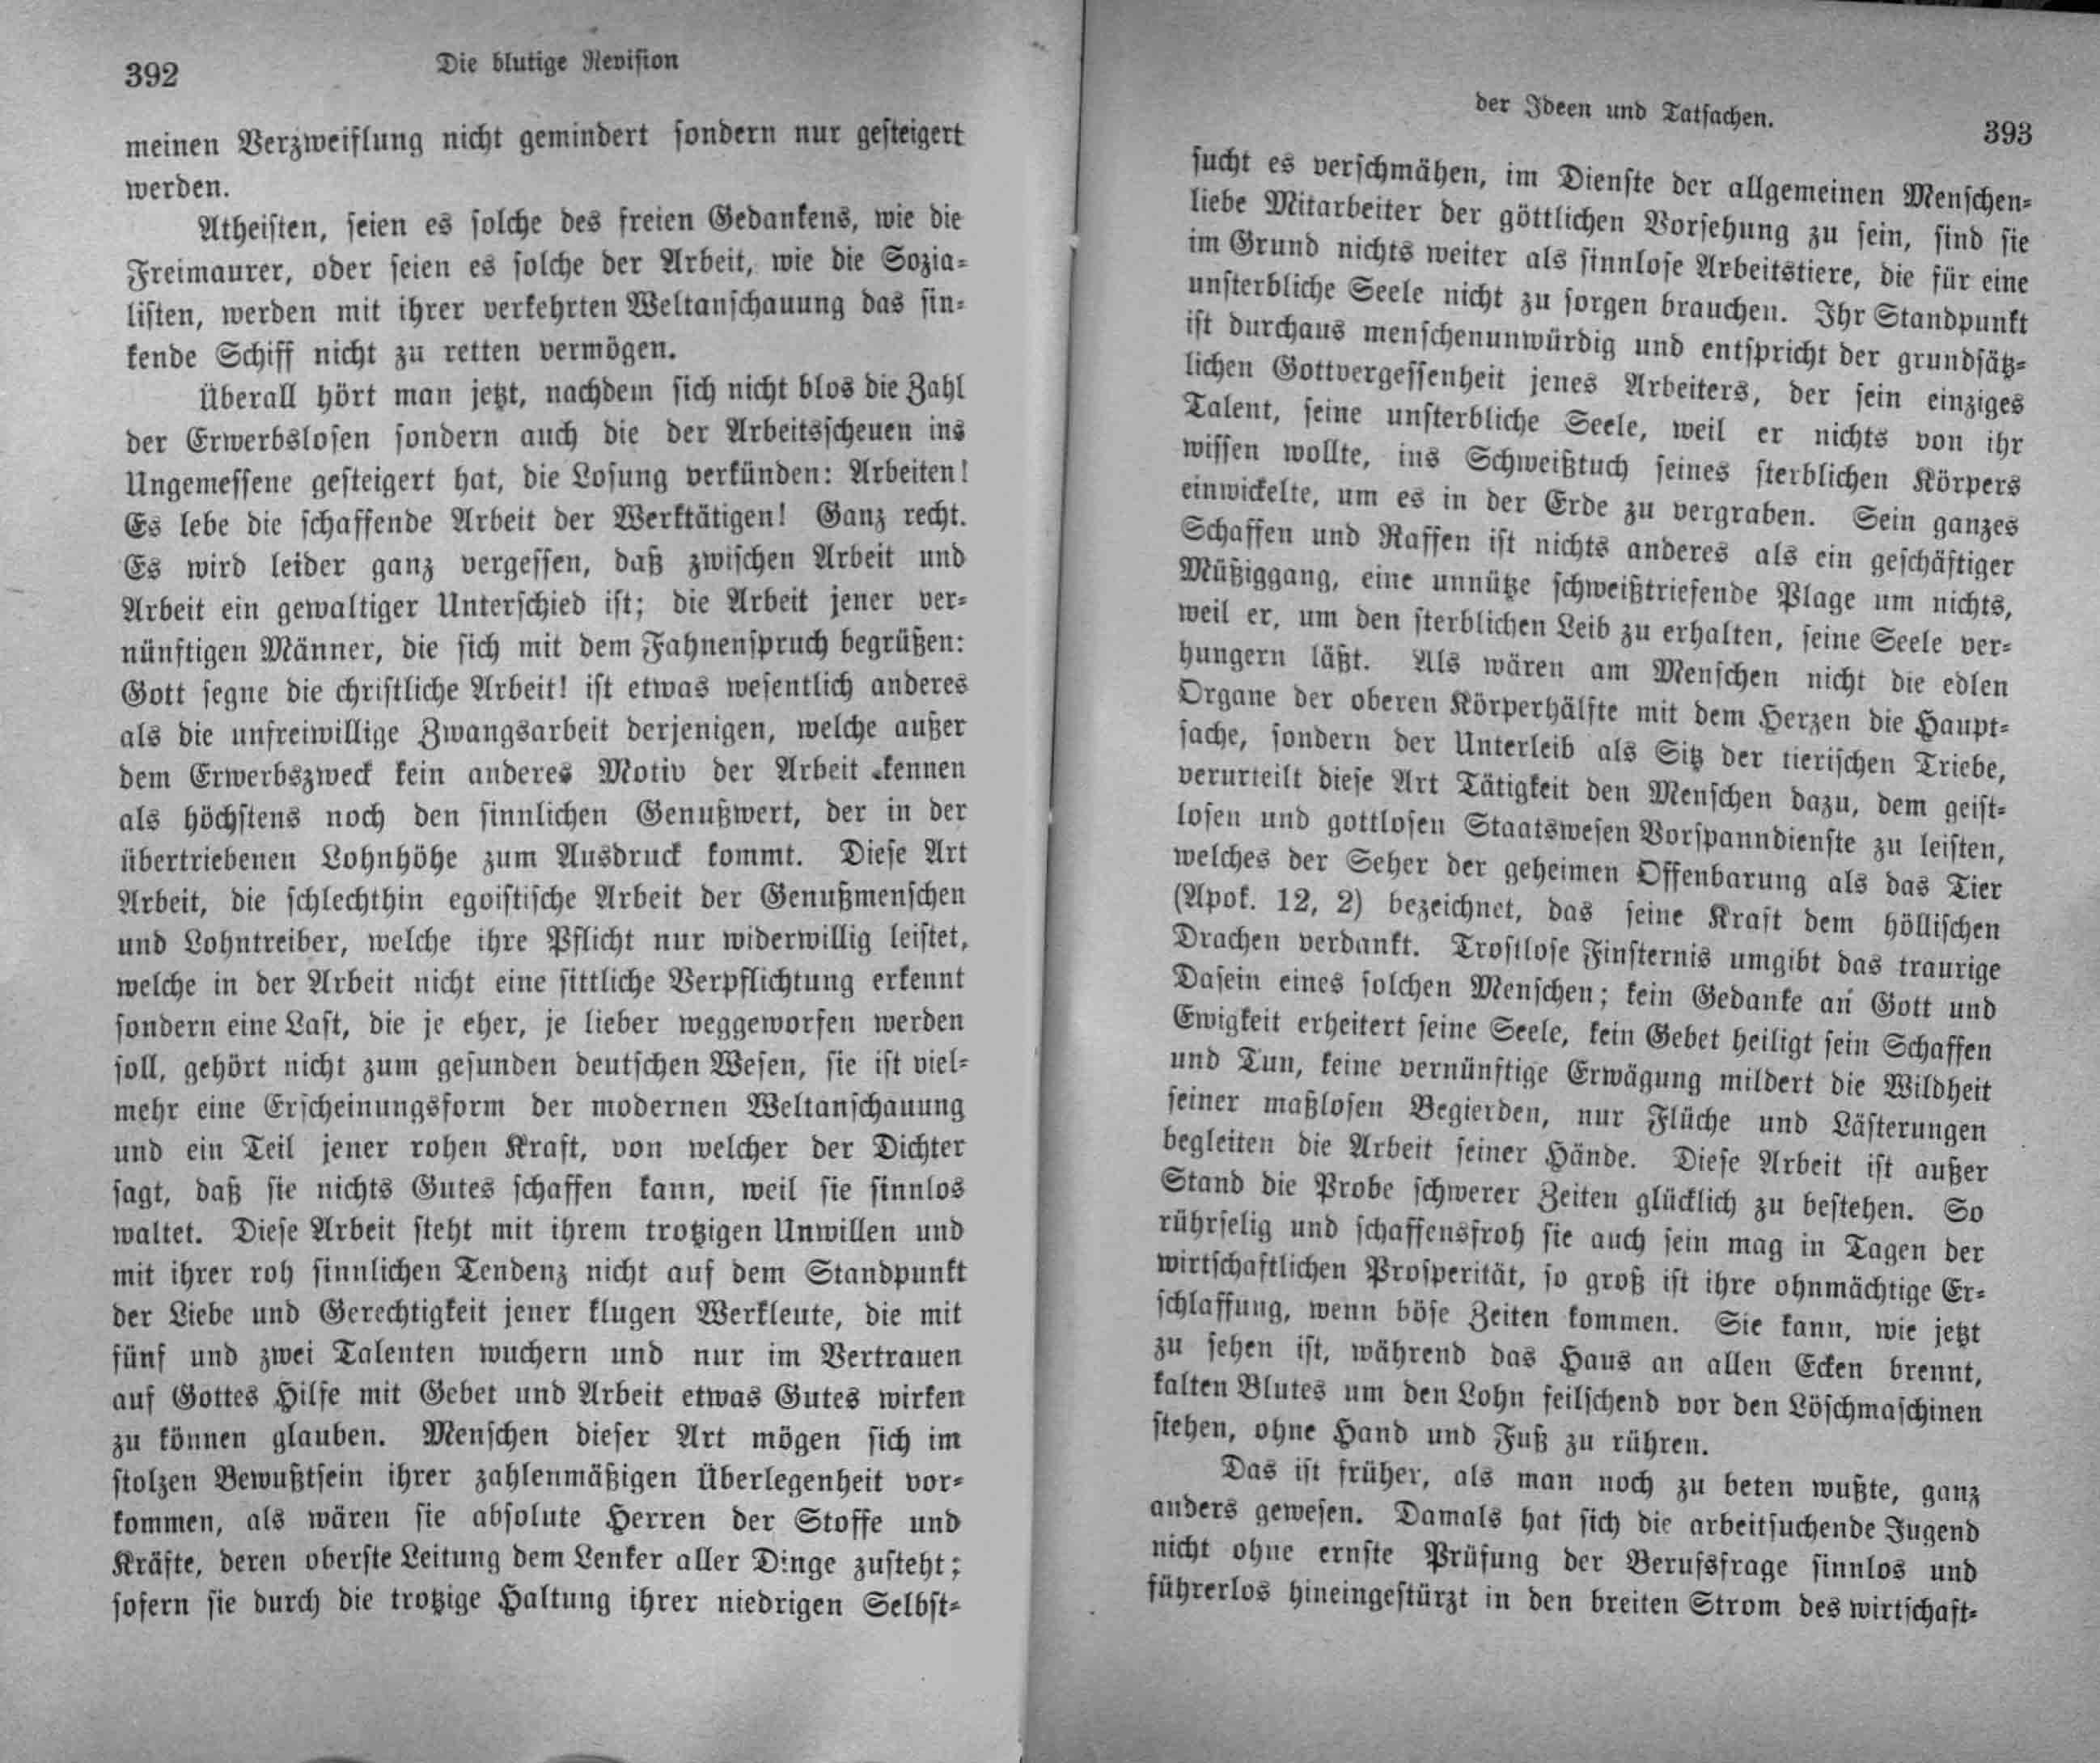 392
Die blutige Revision
meinen Verzweiflung nicht gemindert sondern nur gesteigert
werden.
Atheisten, seien es solche des freien Gedankens, wie die
Freimaurer, oder seien es solche der Arbeit, wie die Sozia-
listen, werden mit ihrer verkehrten Weltanschauung das sin-
kende Schiff nicht zu retten vermögen.
Überall hört man jetzt, nachdem sich nicht blos die Zahl
der Erwerbslosen sondern auch die der Arbeitsscheuen ins
Ungemessene gesteigert hat, die Losung verkünden: Arbeiten!
Es lebe die schaffende Arbeit der Werktätigen! Ganz recht.
Es wird leider ganz vergessen, daß zwischen Arbeit und
Arbeit ein gewaltiger Unterschied ist; die Arbeit jener ver-
nünftigen Männer, die sich mit dem Fahnenspruch begrüßen:
Gott segne die christliche Arbeit! ist etwas wesentlich anderes
als die unfreiwillige Zwangsarbeit derjenigen, welche außer
dem Erwerbszweck kein anderes Motiv der Arbeit kennen
als höchstens noch den sinnlichen Genußwert, der in der
übertriebenen Lohnhöhe zum Ausdruck kommt. Diese Art
Arbeit, die schlechthin egoistische Arbeit der Genußmenschen
und Lohntreiber, welche ihre Pflicht nur widerwillig leistet,
welche in der Arbeit nicht eine sittliche Verpflichtung erkennt
sondern eine Last, die je eher, je lieber weggeworfen werden
soll, gehört nicht zum gesunden deutschen Wesen, sie ist viel-
mehr eine Erscheinungsform der modernen Weltanschauung
und ein Teil jener rohen Kraft, von welcher der Dichter
sagt, daß sie nichts Gutes schaffen kann, weil sie sinnlos
waltet. Diese Arbeit steht mit ihrem trotzigen Unwillen und
mit ihrer roh sinnlichen Tendenz nicht auf dem Standpunkt
der Liebe und Gerechtigkeit jener klugen Werkleute, die mit
fünf und zwei Talenten wuchern und nur im Vertrauen
auf Gottes Hilfe mit Gebet und Arbeit etwas Gutes wirken
zu können glauben. Menschen dieser Art mögen sich im
stolzen Bewußtsein ihrer zahlenmäßigen Überlegenheit vor-
kommen, als wären sie absolute Herren der Stoffe und
Kräfte, deren oberste Leitung dem Lenker aller Dinge zusteht;
sofern sie durch die trotzige Haltung ihrer niedrigen Selbst-
der Ideen und Tatsachen.
393
sucht es verschmähen, im Dienste der allgemeinen Menschen-
liebe Mitarbeiter der göttlichen Vorsehung zu sein, sind sie
im Grund nichts weiter als sinnlose Arbeitstiere, die für eine
unsterbliche Seele nicht zu sorgen brauchen. Ihr Standpunkt
ist durchaus menschenunwürdig und entspricht der grundsätz-
lichen Gottvergessenheit jenes Arbeiters, der sein einziges
Talent, seine unsterbliche Seele, weil er nichts von ihr
wissen wollte, ins Schweißtuch seines sterblichen Körpers
einwickelte, um es in der Erde zu vergraben. Sein ganzes
Schaffen und Raffen ist nichts anderes als ein geschäftiger
Müßiggang, eine unnütze schweißtriefende Plage um nichts,
weil er, um den sterblichen Leib zu erhalten, seine Seele ver-
hungern läßt. Als wären am Menschen nicht die edlen
Organe der oberen Körperhälfte mit dem Herzen die Haupt-
sache, sondern der Unterleib als Sitz der tierischen Triebe,
verurteilt diese Art Tätigkeit den Menschen dazu, dem geist-
losen und gottlosen Staatswesen Vorspanndienste zu leisten,
welches der Seher der geheimen Offenbarung als das Tier
(Apok. 12, 2) bezeichnet, das seine Kraft dem höllischen
Drachen verdankt. Trostlose Finsternis umgibt das traurige
Dasein eines solchen Menschen; kein Gedanke an Gott und
Ewigkeit erheitert seine Seele, kein Gebet heiligt sein Schaffen
und Tun, keine vernünftige Erwägung mildert die Wildheit
seiner maßlosen Begierden, nur Flüche und Lästerungen
begleiten die Arbeit seiner Hände. Diese Arbeit ist außer
Stand die Probe schwerer Zeiten glücklich zu bestehen. So
rührselig und schaffensfroh sie auch sein mag in Tagen der
wirtschaftlichen Prosperität, so groß ist ihre ohnmächtige Er-
schlaffung, wenn böse Zeiten kommen. Sie kann, wie jetzt
zu sehen ist, während das Haus an allen Ecken brennt,
kalten Blutes um den Lohn feilschend vor den Löschmaschinen
stehen, ohne Hand und Fuß zu rühren.
Das ist früher, als man noch zu beten wußte, ganz
anders gewesen. Damals hat sich die arbeitsuchende Jugend
nicht ohne ernste Prüfung der Berufsfrage sinnlos und
führerlos hineingestürzt in den breiten Strom des wirtschaft-